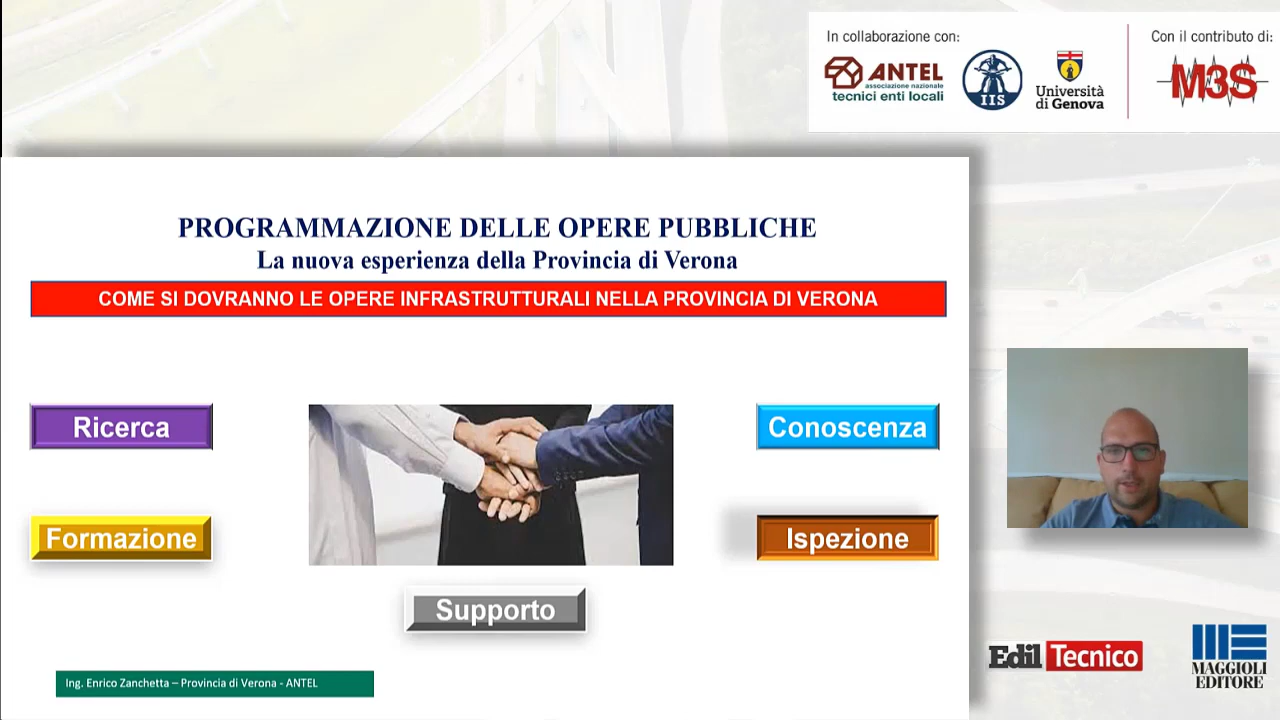 In collaborazione con:
Con il contributo di:
ANTEL
associazione nazionale
tecnici enti locali
IIS
Università
di Genova
M3S
PROGRAMMAZIONE DELLE OPERE PUBBLICHE
La nuova esperienza della Provincia di Verona
COME SI DOVRANNO LE OPERE INFRASTRUTTURALI NELLA PROVINCIA DI VERONA
Ricerca
Conoscenza
Formazione
Ispezione
Supporto
Edil Tecnico
MAGGIOLI
EDITORE
Ing. Enrico Zanchetta – Provincia di Verona - ANTEL